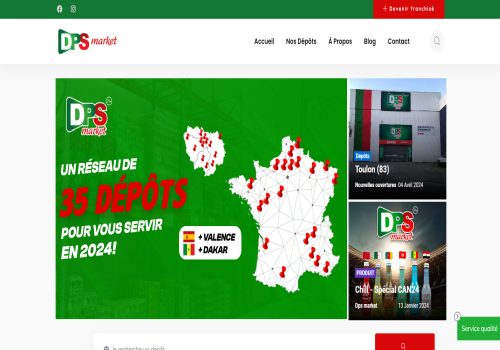 + Devenir franchisé
DPS market
Accueil
Nos Dépôts
À Propos
Blog
Contact
DPS market
UN RÉSEAU DE
35 DÉPÔTS
POUR VOUS SERVIR
EN 2024!
+ VALENCE
+ DAKAR
Dépôts
Toulon (83)
Nouvelles ouvertures 04 Avril 2024
DPS market
PRODUIT
Chill - Spécial CAN24
Dps market 13 Janvier 2024
Service qualité
Je recherche un dépôt